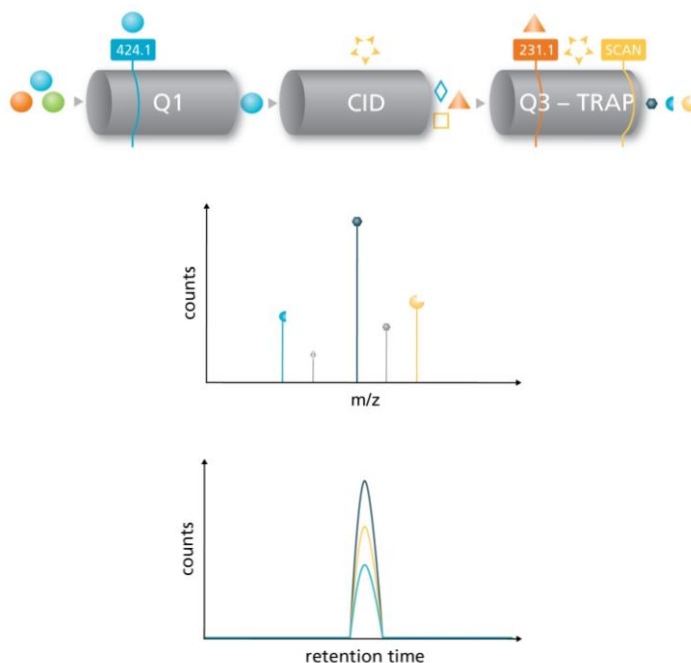 424.1
231.1
SCAN
Q1
CID
Q3 – TRAP
counts
m/z
counts
retention time